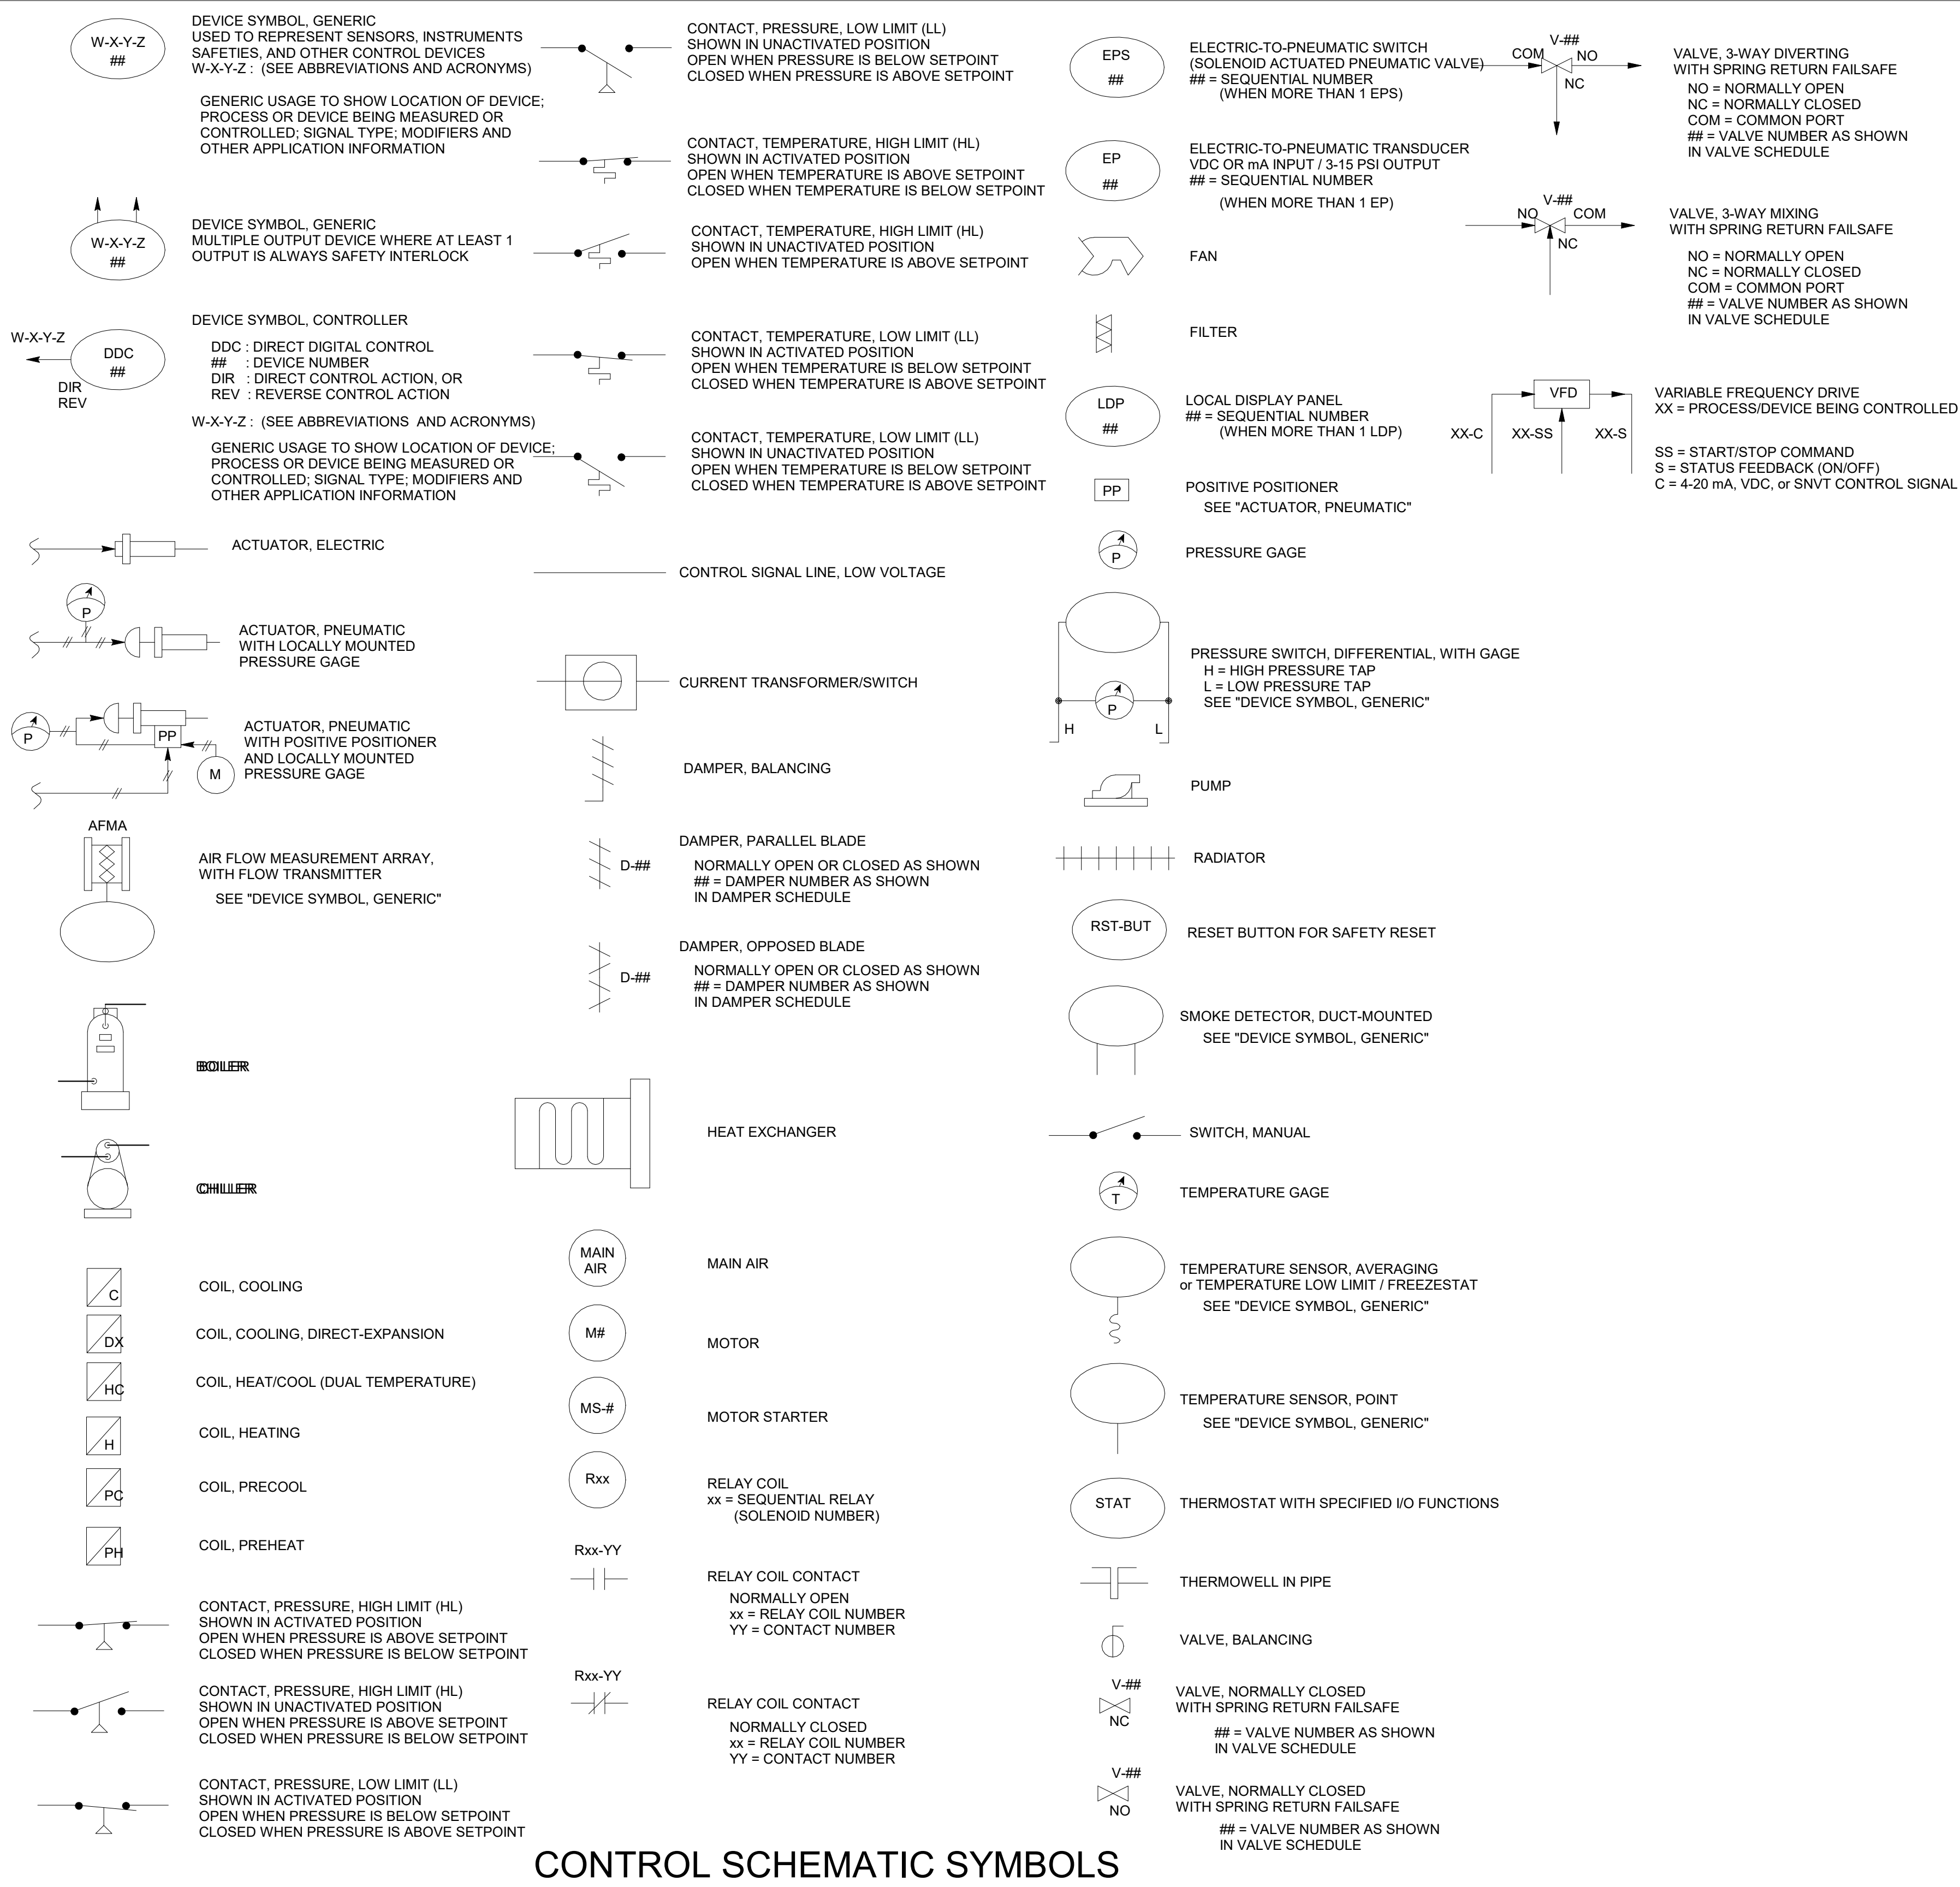 W-X-Y-Z
##
DEVICE SYMBOL, GENERIC
USED TO REPRESENT SENSORS, INSTRUMENTS
SAFETIES, AND OTHER CONTROL DEVICES
W-X-Y-Z : (SEE ABBREVIATIONS AND ACRONYMS)
GENERIC USAGE TO SHOW LOCATION OF DEVICE;
PROCESS OR DEVICE BEING MEASURED OR
CONTROLLED; SIGNAL TYPE; MODIFIERS AND
OTHER APPLICATION INFORMATION
W-X-Y-Z
##
DEVICE SYMBOL, GENERIC
MULTIPLE OUTPUT DEVICE WHERE AT LEAST 1
OUTPUT IS ALWAYS SAFETY INTERLOCK
W-X-Y-Z
DDC
##
DIR
REV
DEVICE SYMBOL, CONTROLLER
DDC : DIRECT DIGITAL CONTROL
## : DEVICE NUMBER
DIR : DIRECT CONTROL ACTION, OR
REV : REVERSE CONTROL ACTION
W-X-Y-Z : (SEE ABBREVIATIONS AND ACRONYMS)
GENERIC USAGE TO SHOW LOCATION OF DEVICE;
PROCESS OR DEVICE BEING MEASURED OR
CONTROLLED; SIGNAL TYPE; MODIFIERS AND
OTHER APPLICATION INFORMATION
ACTUATOR, ELECTRIC
P
ACTUATOR, PNEUMATIC
WITH LOCALLY MOUNTED
PRESSURE GAGE
P
PP
M
ACTUATOR, PNEUMATIC
WITH POSITIVE POSITIONER
AND LOCALLY MOUNTED
PRESSURE GAGE
AFMA
AIR FLOW MEASUREMENT ARRAY,
WITH FLOW TRANSMITTER
SEE "DEVICE SYMBOL, GENERIC"
BOILER
CHILLER
C
COIL, COOLING
DX
COIL, COOLING, DIRECT-EXPANSION
HC
COIL, HEAT/COOL (DUAL TEMPERATURE)
H
COIL, HEATING
PC
COIL, PRECOOL
PH
COIL, PREHEAT
CONTACT, PRESSURE, HIGH LIMIT (HL)
SHOWN IN ACTIVATED POSITION
OPEN WHEN PRESSURE IS ABOVE SETPOINT
CLOSED WHEN PRESSURE IS BELOW SETPOINT
CONTACT, PRESSURE, HIGH LIMIT (HL)
SHOWN IN UNACTIVATED POSITION
OPEN WHEN PRESSURE IS ABOVE SETPOINT
CLOSED WHEN PRESSURE IS BELOW SETPOINT
CONTACT, PRESSURE, LOW LIMIT (LL)
SHOWN IN ACTIVATED POSITION
OPEN WHEN PRESSURE IS BELOW SETPOINT
CLOSED WHEN PRESSURE IS ABOVE SETPOINT
CONTACT, PRESSURE, LOW LIMIT (LL)
SHOWN IN UNACTIVATED POSITION
OPEN WHEN PRESSURE IS BELOW SETPOINT
CLOSED WHEN PRESSURE IS ABOVE SETPOINT
CONTACT, TEMPERATURE, HIGH LIMIT (HL)
SHOWN IN ACTIVATED POSITION
OPEN WHEN TEMPERATURE IS ABOVE SETPOINT
CLOSED WHEN TEMPERATURE IS BELOW SETPOINT
CONTACT, TEMPERATURE, HIGH LIMIT (HL)
SHOWN IN UNACTIVATED POSITION
OPEN WHEN TEMPERATURE IS ABOVE SETPOINT
CONTACT, TEMPERATURE, LOW LIMIT (LL)
SHOWN IN ACTIVATED POSITION
OPEN WHEN TEMPERATURE IS BELOW SETPOINT
CLOSED WHEN TEMPERATURE IS ABOVE SETPOINT
CONTACT, TEMPERATURE, LOW LIMIT (LL)
SHOWN IN UNACTIVATED POSITION
OPEN WHEN TEMPERATURE IS BELOW SETPOINT
CLOSED WHEN TEMPERATURE IS ABOVE SETPOINT
CONTROL SIGNAL LINE, LOW VOLTAGE
CURRENT TRANSFORMER/SWITCH
DAMPER, BALANCING
D-##
DAMPER, PARALLEL BLADE
NORMALLY OPEN OR CLOSED AS SHOWN
## = DAMPER NUMBER AS SHOWN
IN DAMPER SCHEDULE
D-##
DAMPER, OPPOSED BLADE
NORMALLY OPEN OR CLOSED AS SHOWN
## = DAMPER NUMBER AS SHOWN
IN DAMPER SCHEDULE
HEAT EXCHANGER
MAIN
AIR
MAIN AIR
M#
MOTOR
MS-#
MOTOR STARTER
Rxx
RELAY COIL
xx = SEQUENTIAL RELAY
(SOLENOID NUMBER)
Rxx-YY
RELAY COIL CONTACT
NORMALLY OPEN
xx = RELAY COIL NUMBER
YY = CONTACT NUMBER
Rxx-YY
RELAY COIL CONTACT
NORMALLY CLOSED
xx = RELAY COIL NUMBER
YY = CONTACT NUMBER
EPS
##
ELECTRIC-TO-PNEUMATIC SWITCH
(SOLENOID ACTUATED PNEUMATIC VALVE)
## = SEQUENTIAL NUMBER
(WHEN MORE THAN 1 EPS)
EP
##
ELECTRIC-TO-PNEUMATIC TRANSDUCER
VDC OR mA INPUT / 3-15 PSI OUTPUT
## = SEQUENTIAL NUMBER
(WHEN MORE THAN 1 EP)
FAN
FILTER
LDP
##
LOCAL DISPLAY PANEL
## = SEQUENTIAL NUMBER
(WHEN MORE THAN 1 LDP)
PP
POSITIVE POSITIONER
SEE "ACTUATOR, PNEUMATIC"
P
PRESSURE GAGE
P
H
L
PRESSURE SWITCH, DIFFERENTIAL, WITH GAGE
H = HIGH PRESSURE TAP
L = LOW PRESSURE TAP
SEE "DEVICE SYMBOL, GENERIC"
PUMP
RADIATOR
RST-BUT
RESET BUTTON FOR SAFETY RESET
SMOKE DETECTOR, DUCT-MOUNTED
SEE "DEVICE SYMBOL, GENERIC"
SWITCH, MANUAL
T
TEMPERATURE GAGE
TEMPERATURE SENSOR, AVERAGING
or TEMPERATURE LOW LIMIT / FREEZESTAT
SEE "DEVICE SYMBOL, GENERIC"
TEMPERATURE SENSOR, POINT
SEE "DEVICE SYMBOL, GENERIC"
STAT
THERMOSTAT WITH SPECIFIED I/O FUNCTIONS
THERMOWELL IN PIPE
VALVE, BALANCING
V-##
NC
VALVE, NORMALLY CLOSED
WITH SPRING RETURN FAILSAFE
## = VALVE NUMBER AS SHOWN
IN VALVE SCHEDULE
V-##
NO
VALVE, NORMALLY CLOSED
WITH SPRING RETURN FAILSAFE
## = VALVE NUMBER AS SHOWN
IN VALVE SCHEDULE
V-##
COM
NO
NC
VALVE, 3-WAY DIVERTING
WITH SPRING RETURN FAILSAFE
NO = NORMALLY OPEN
NC = NORMALLY CLOSED
COM = COMMON PORT
## = VALVE NUMBER AS SHOWN
IN VALVE SCHEDULE
V-##
NO
COM
NC
VALVE, 3-WAY MIXING
WITH SPRING RETURN FAILSAFE
NO = NORMALLY OPEN
NC = NORMALLY CLOSED
COM = COMMON PORT
## = VALVE NUMBER AS SHOWN
IN VALVE SCHEDULE
VFD
XX-C
XX-SS
XX-S
VARIABLE FREQUENCY DRIVE
XX = PROCESS/DEVICE BEING CONTROLLED
SS = START/STOP COMMAND
S = STATUS FEEDBACK (ON/OFF)
C = 4-20 mA, VDC, or SNVT CONTROL SIGNAL
CONTROL SCHEMATIC SYMBOLS